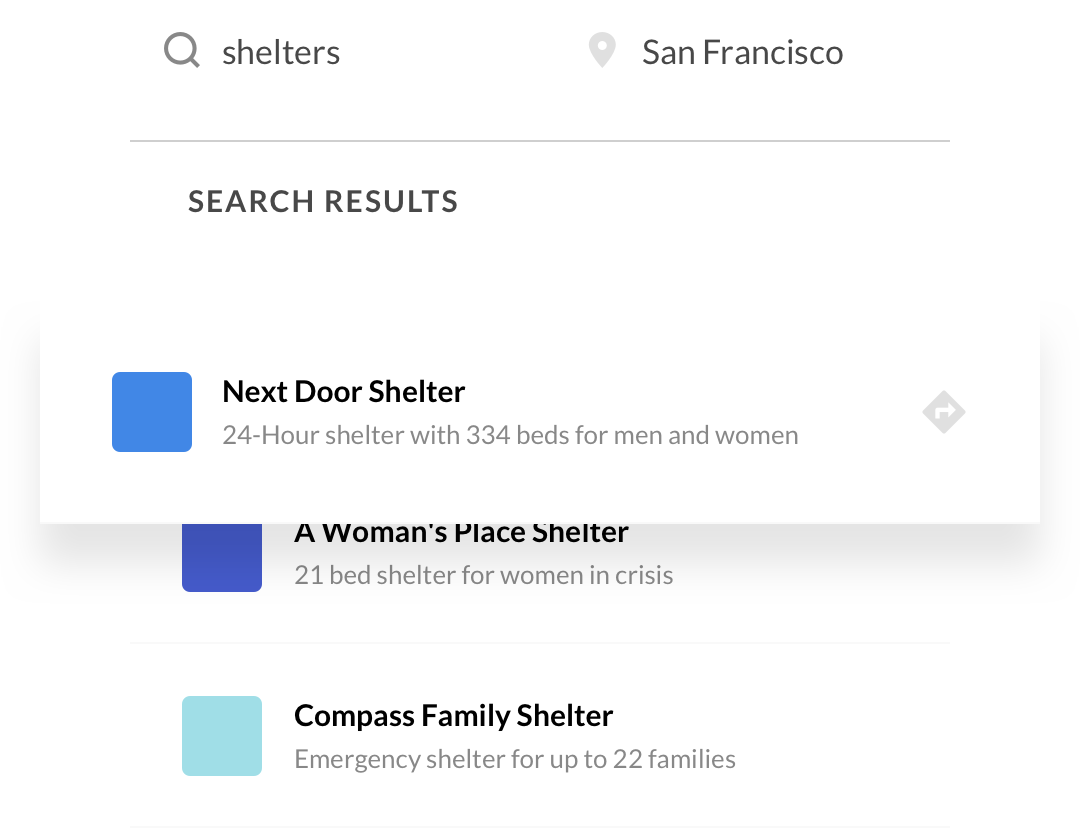 shelters
San Francisco
SEARCH RESULTS
Next Door Shelter
24-Hour shelter with 334 beds for men and women
A Woman's Place Shelter
21 bed shelter for women in crisis
Compass Family Shelter
Emergency shelter for up to 22 families